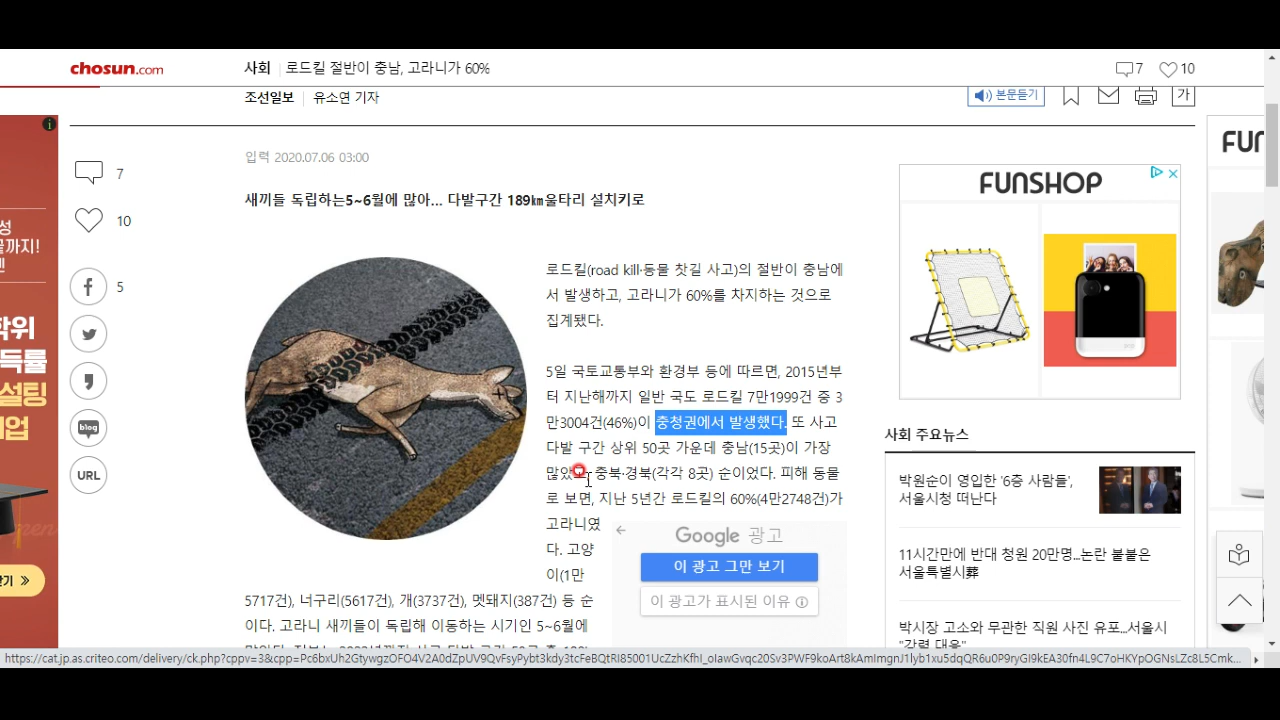 chosun.com
사회 로드킬 절반이 충남, 고라니가 60%
7 10
조선일보 유소연 기자
본문듣기
가
입력 2020.07.06 03:00
새끼들 독립하는5~6월에 많아... 다발구간 189㎞울타리 설치키로
7
10
5
blog
URL
로드킬(road kill·동물 찻길 사고)의 절반이 충남에
서 발생하고, 고라니가 60%를 차지하는 것으로
집계됐다.
5일 국토교통부와 환경부 등에 따르면, 2015년부
터 지난해까지 일반 국도 로드킬 7만1999건 중 3
만3004건(46%)이 충청권에서 발생했다. 또 사고
다발 구간 상위 50곳 가운데 충남(15곳)이 가장
많았고, 충북·경북(각각 8곳) 순이었다. 피해 동물
로 보면, 지난 5년간 로드킬의 60%(4만2748건)가
고라니였
다. 고양
이(1만
5717건), 너구리(5617건), 개(3737건), 멧돼지(387건) 등 순
이다. 고라니 새끼들이 독립해 이동하는 시기인 5~6월에
Google 광고
이 광고 그만 보기
이 광고가 표시된 이유
FUNSHOP
FUN
사회 주요뉴스
박원순이 영입한 '6층 사람들',
서울시청 떠난다
11시간만에 반대 청원 20만명...논란 불붙은
서울특별시葬
박시장 고소와 무관한 직원 사진 유포...서울시
"강력 대응"
성
끝까지!
학위
득률
설팅
기 »